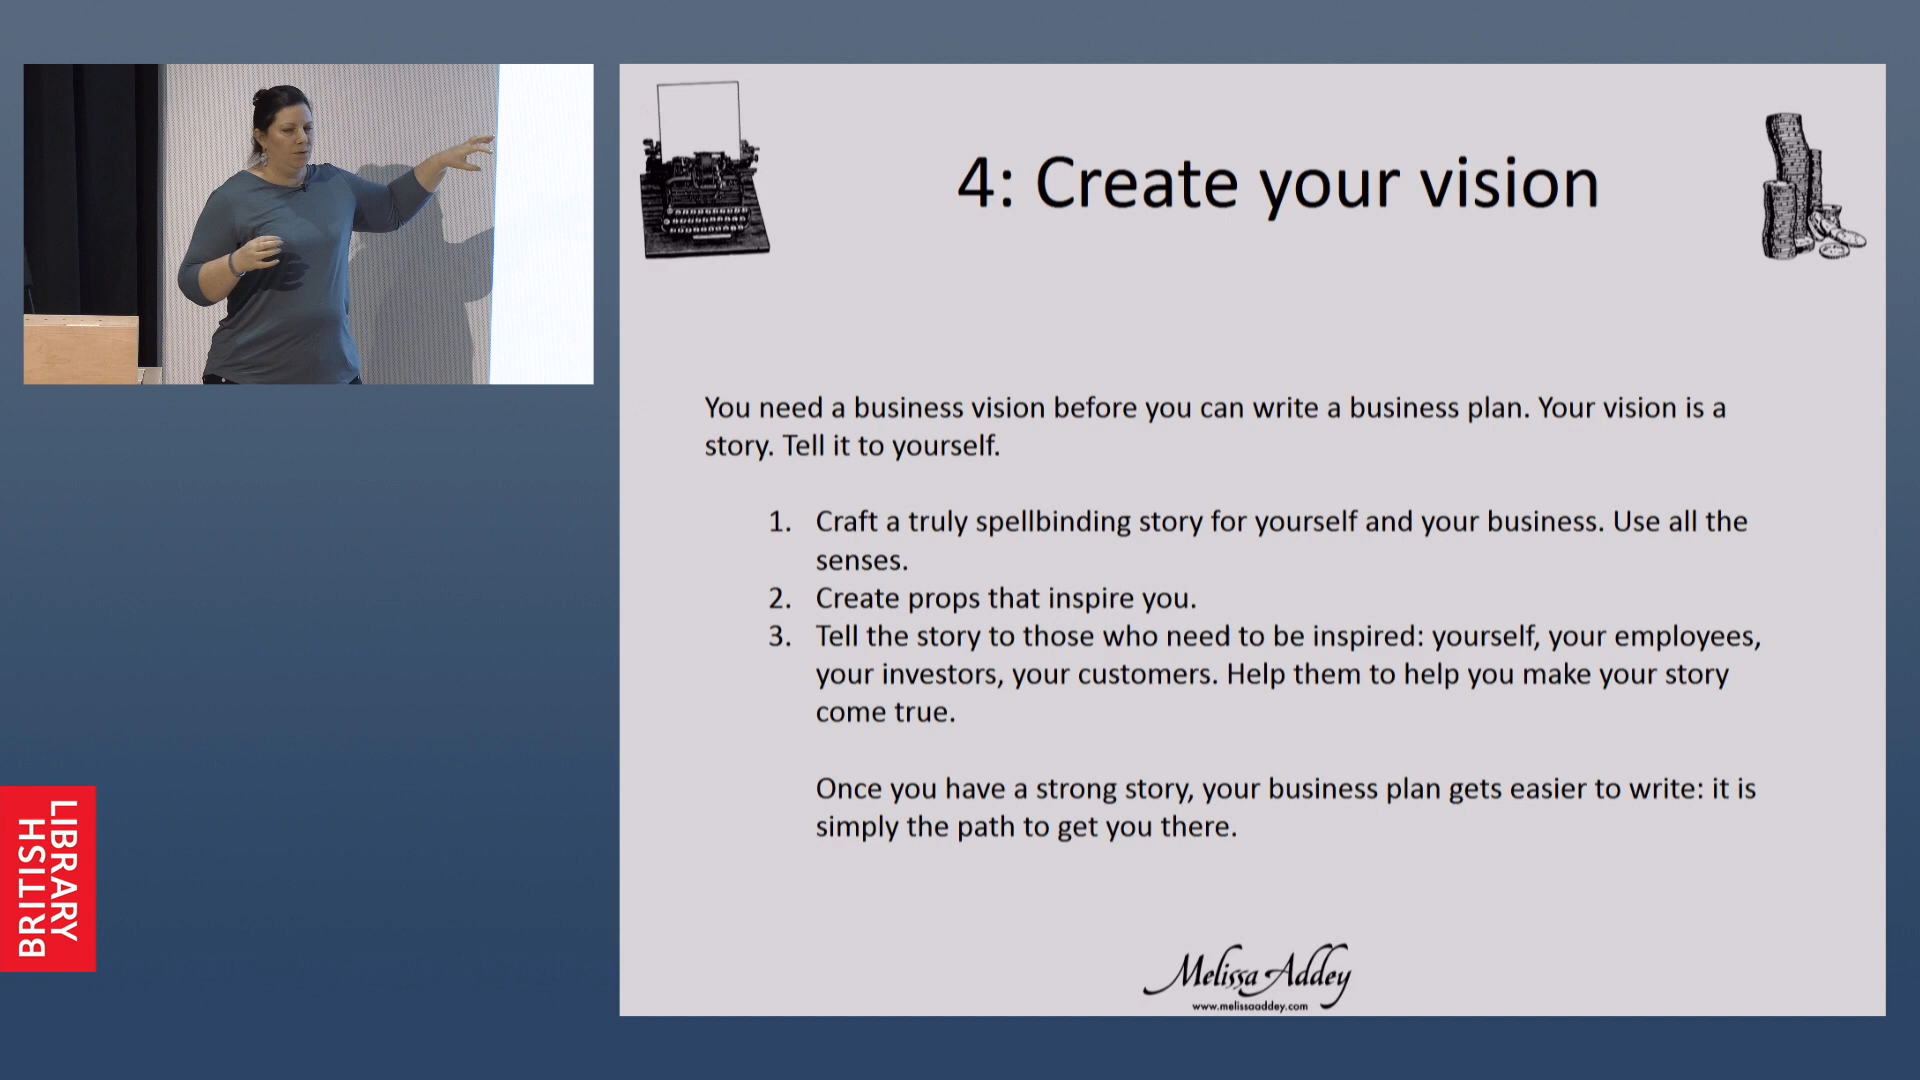 4: Create your vision
You need a business vision before you can write a business plan. Your vision is a
story. Tell it to yourself.
1. Craft a truly spellbinding story for yourself and your business. Use all the
senses.
2. Create props that inspire you.
3. Tell the story to those who need to be inspired: yourself, your employees,
your investors, your customers. Help them to help you make your story
come true.
Once you have a strong story, your business plan gets easier to write: it is
simply the path to get you there.
Melissa Addey
www.melissaaddey.com
BRITISH
LIBRARY